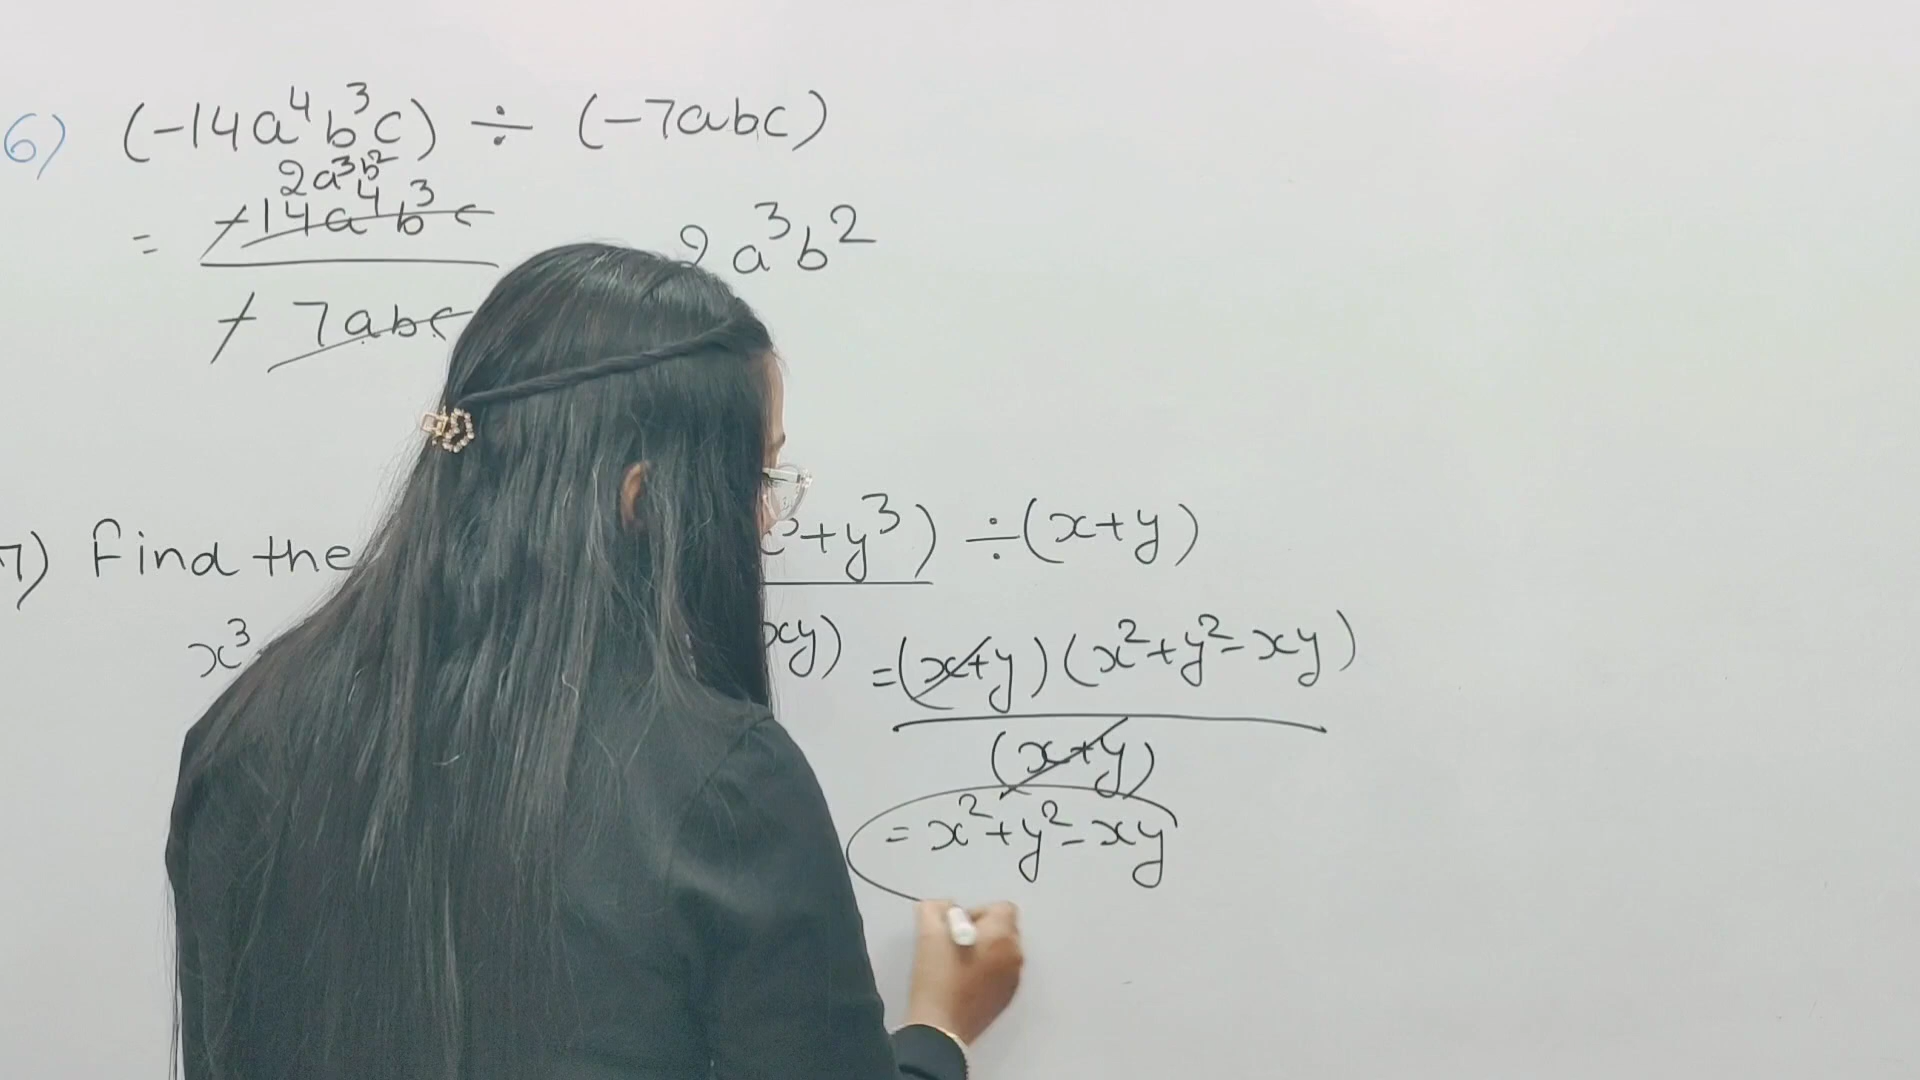 6) (-14a⁴b³c) ÷ (-7abc)
2a³b²
= -14a⁴b³c
2a³b²
- 7abc
7) Find the +y³) ÷(x+y)
x³ xy) =(x+y)(x²+y²-xy)
(x+y)
= x²+y²-xy